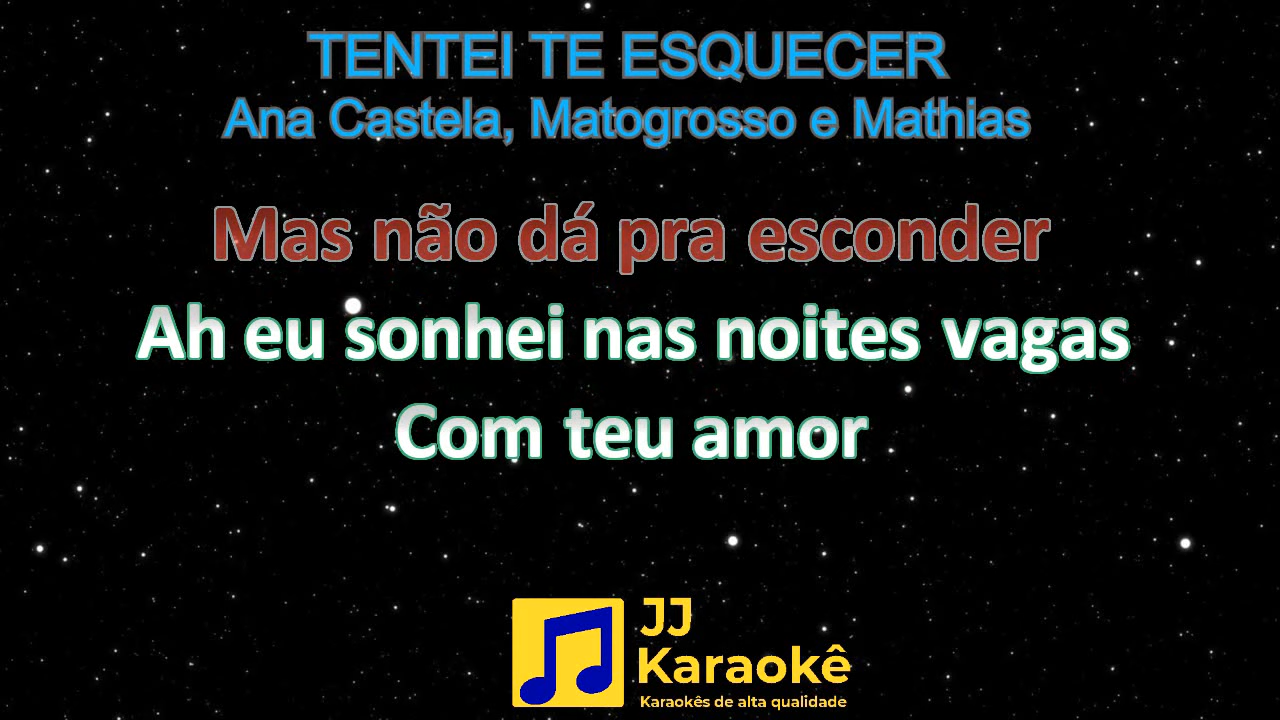 TENTEI TE ESQUECER
Ana Castela, Matogrosso e Mathias
Mas não dá pra esconder
Ah eu sonhei nas noites vagas
Com teu amor
JJ
Karaokê
Karaokês de alta qualidade